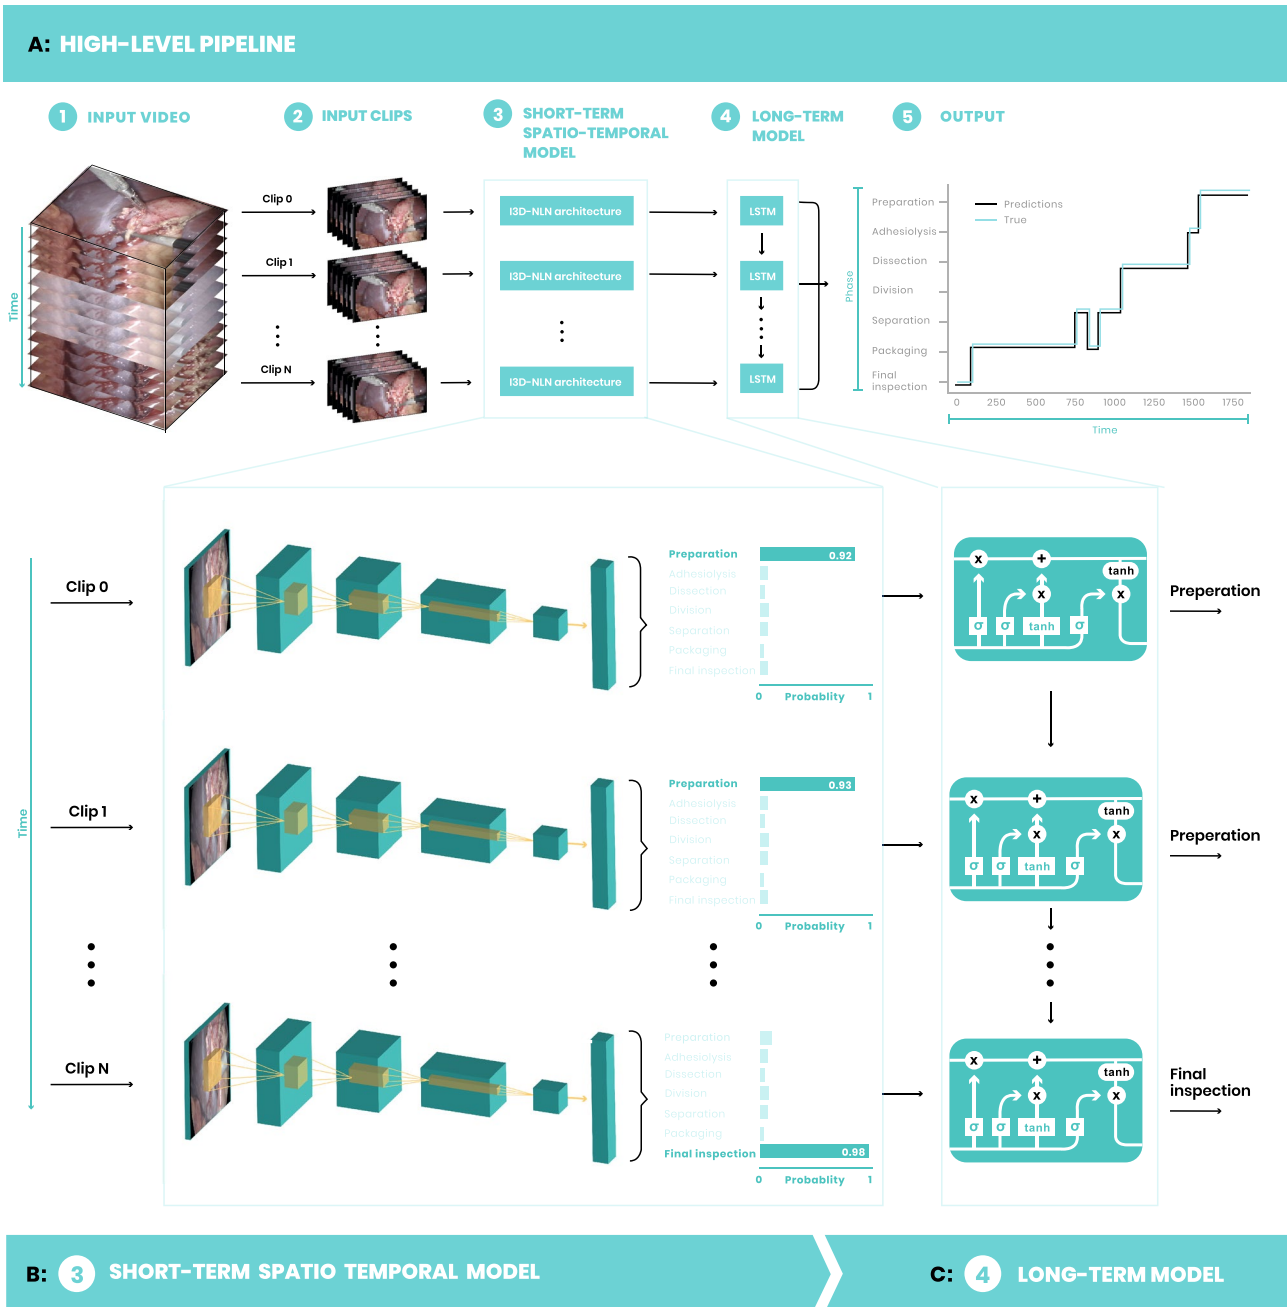 A: HIGH-LEVEL PIPELINE
1 INPUT VIDEO
2 INPUT CLIPS
3 SHORT-TERM
SPATIO-TEMPORAL
MODEL
4 LONG-TERM
MODEL
5 OUTPUT
Time
Clip 0
Clip 1
Clip N
I3D-NLN architecture
I3D-NLN architecture
I3D-NLN architecture
LSTM
LSTM
LSTM
Phase
Preparation
Adhesiolysis
Dissection
Division
Separation
Packaging
Final
inspection
Predictions
True
0 250 500 750 1000 1250 1500 1750
Time
Time
Clip 0
Preparation 0.92
Adhesiolysis
Dissection
Division
Separation
Packaging
Final inspection
0 Probablity 1
x + tanh x
σ σ tanh σ
Preperation
Clip 1
Preparation 0.93
Adhesiolysis
Dissection
Division
Separation
Packaging
Final inspection
0 Probablity 1
x + tanh x
σ σ tanh σ
Preperation
Clip N
Preparation
Adhesiolysis
Dissection
Division
Separation
Packaging
Final inspection 0.98
0 Probablity 1
x + tanh x
σ σ tanh σ
Final
inspection
B: 3 SHORT-TERM SPATIO TEMPORAL MODEL
C: 4 LONG-TERM MODEL